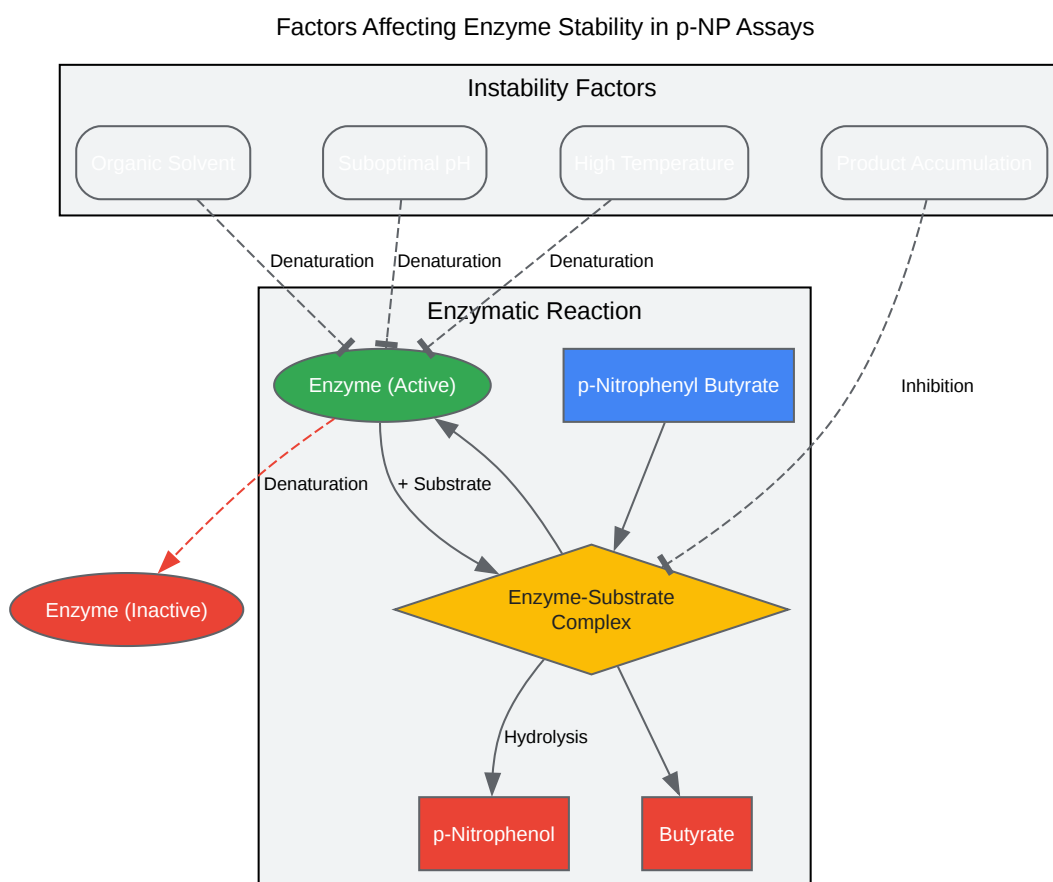 Factors Affecting Enzyme Stability in p-NP Assays
Instability Factors
Organic Solvent
Suboptimal pH
High Temperature
Product Accumulation
Denaturation
Denaturation
Denaturation
Enzymatic Reaction
Enzyme (Active)
p-Nitrophenyl Butyrate
Inhibition
Denaturation
+ Substrate
Enzyme (Inactive)
Enzyme-Substrate
Complex
Hydrolysis
p-Nitrophenol
Butyrate